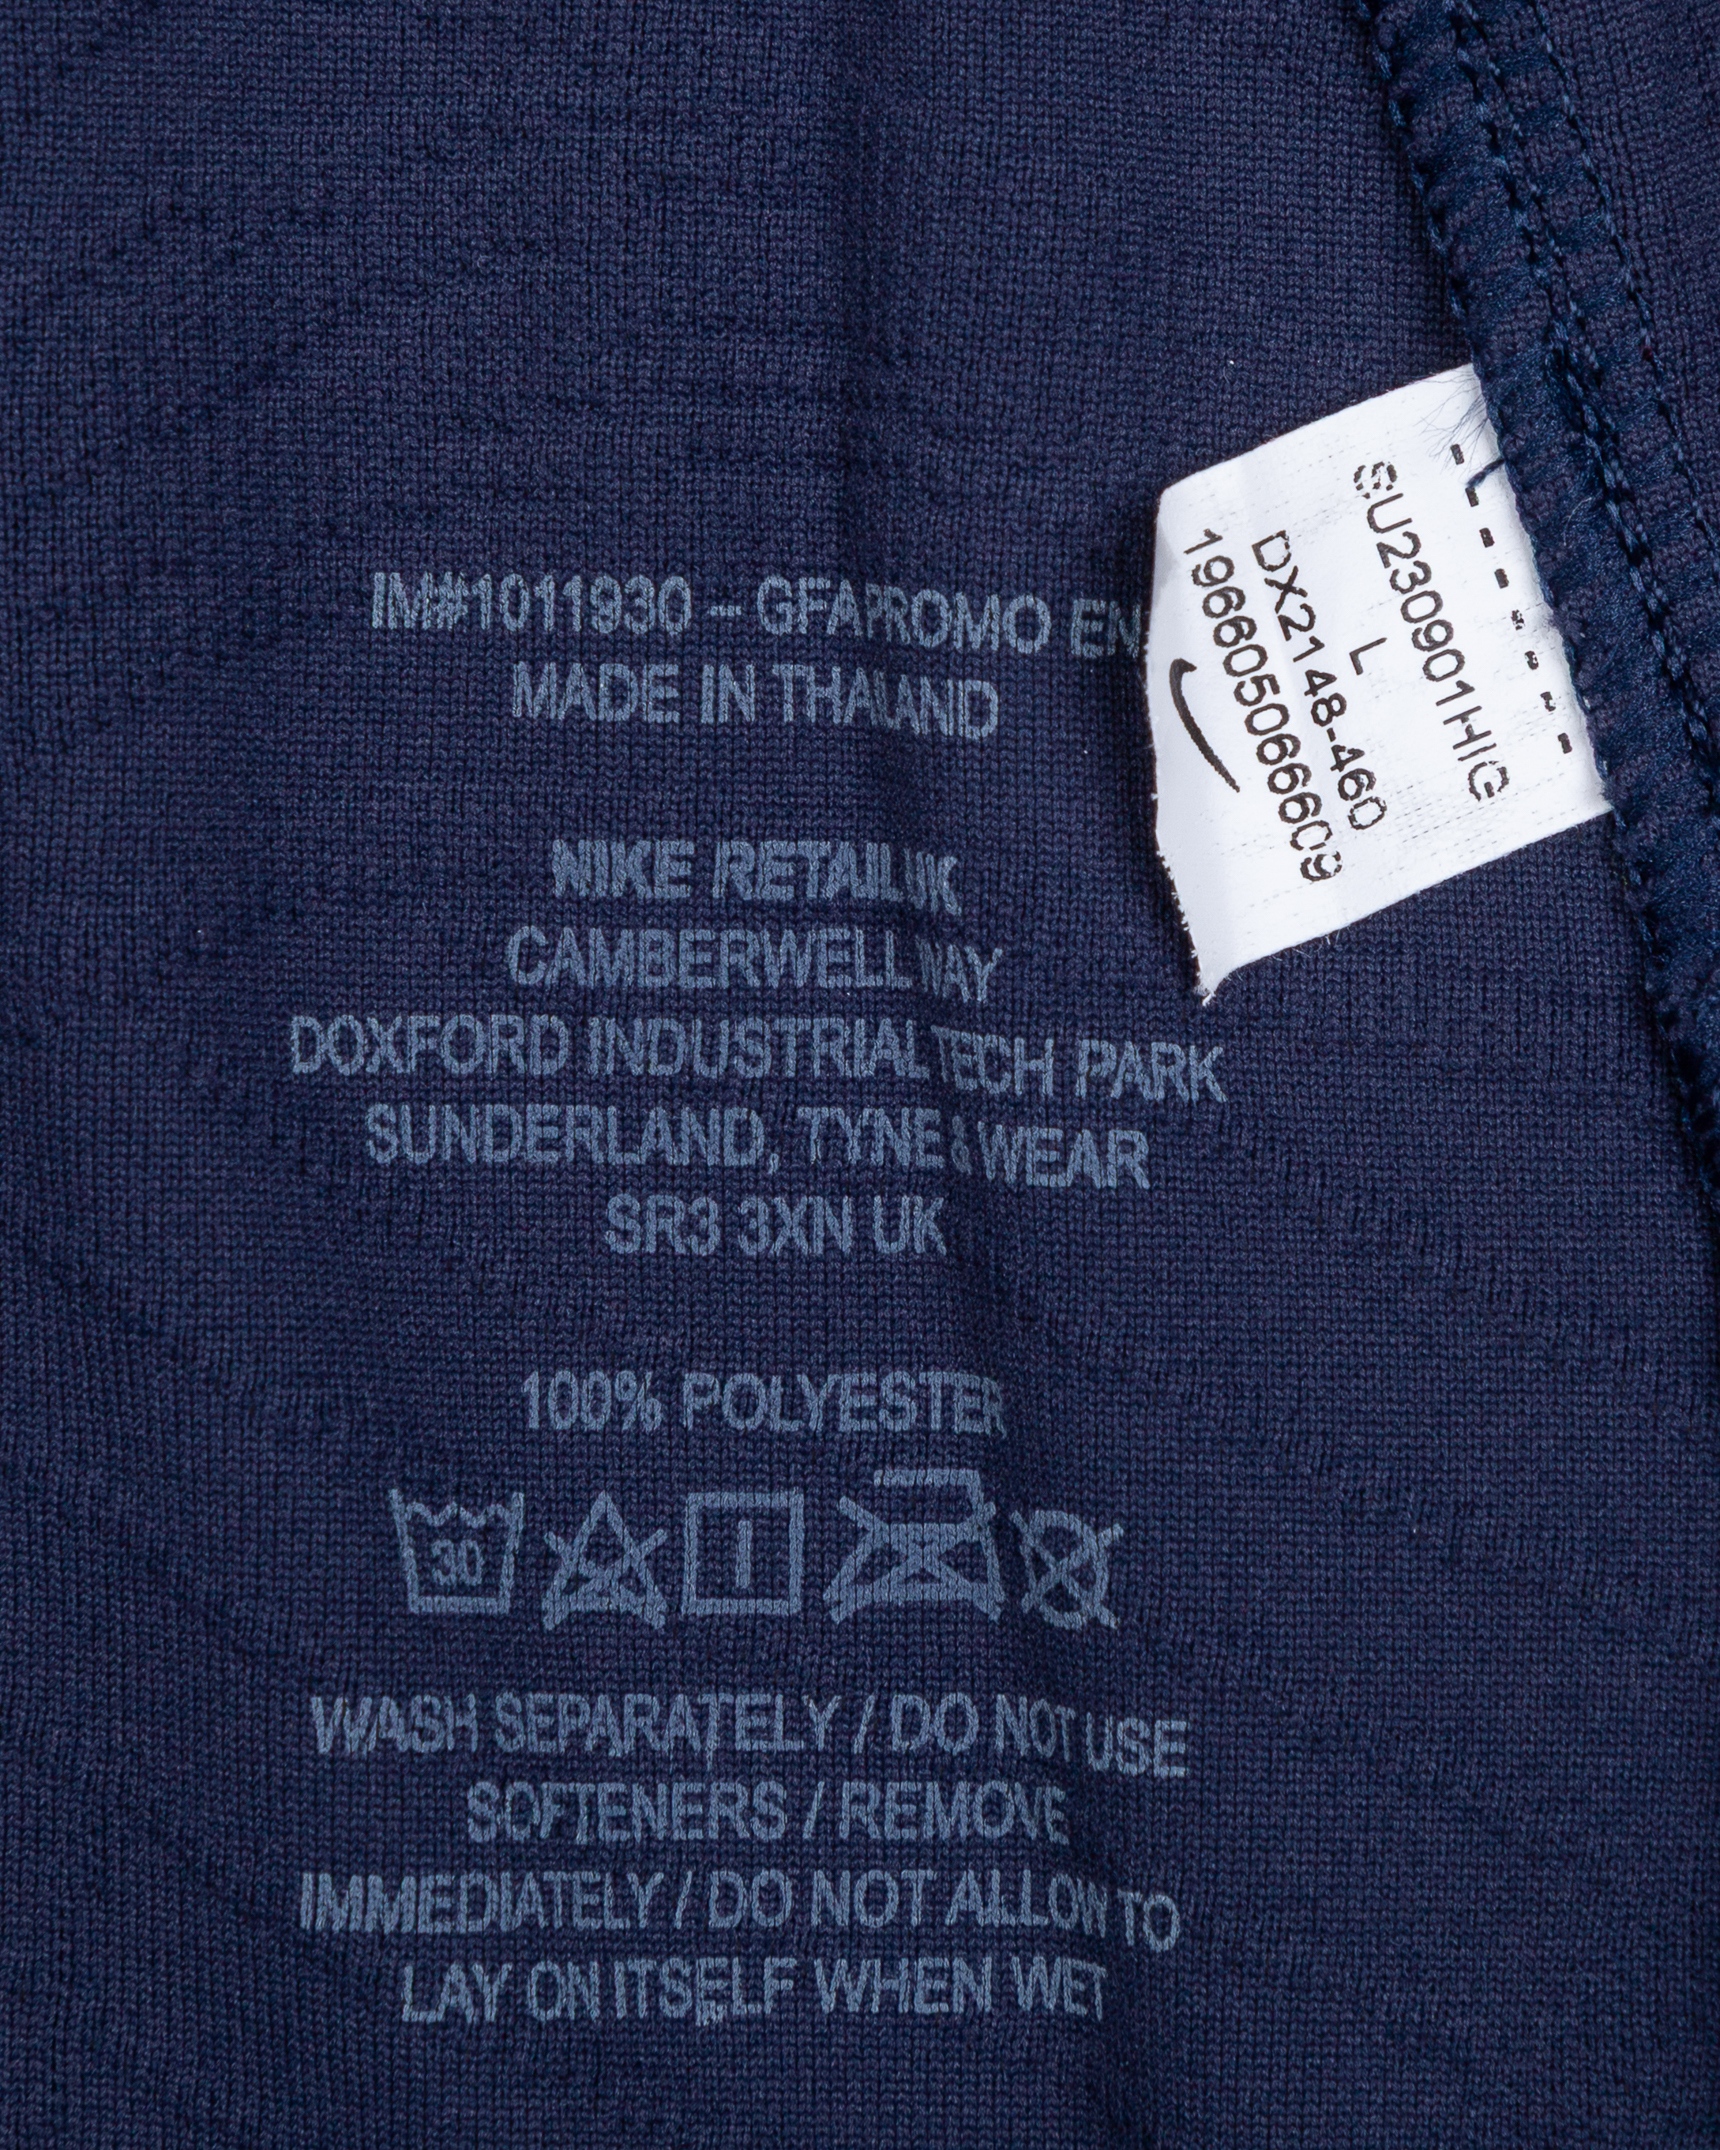 IM#1011930 – GFAPROMO EN
MADE IN THAILAND
NIKE RETAIL UK
CAMBERWELL WAY
DOXFORD INDUSTRIAL TECH PARK
SUNDERLAND, TYNE & WEAR
SR3 3XN UK
100% POLYESTER
30
WASH SEPARATELY / DO NOT USE
SOFTENERS / REMOVE
IMMEDIATELY / DO NOT ALLOW TO
LAY ON ITSELF WHEN WET
SU230901HIG
L
DX2148-460
196605066609